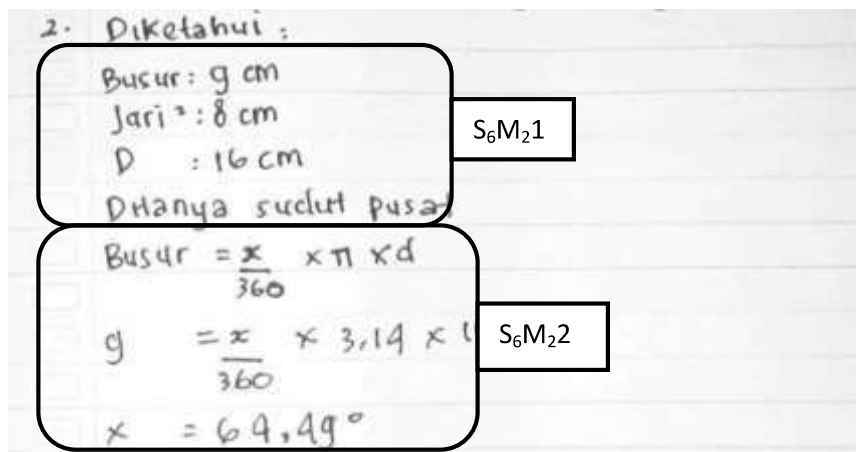 2. Diketahui :
Busur : 9 cm
Jari² : 8 cm
D : 16 cm
S₆M₂1
Ditanya sudut pusat
Busur = x/360 × π × d
9 = x/360 × 3,14 × 1
S₆M₂2
x = 64,49°